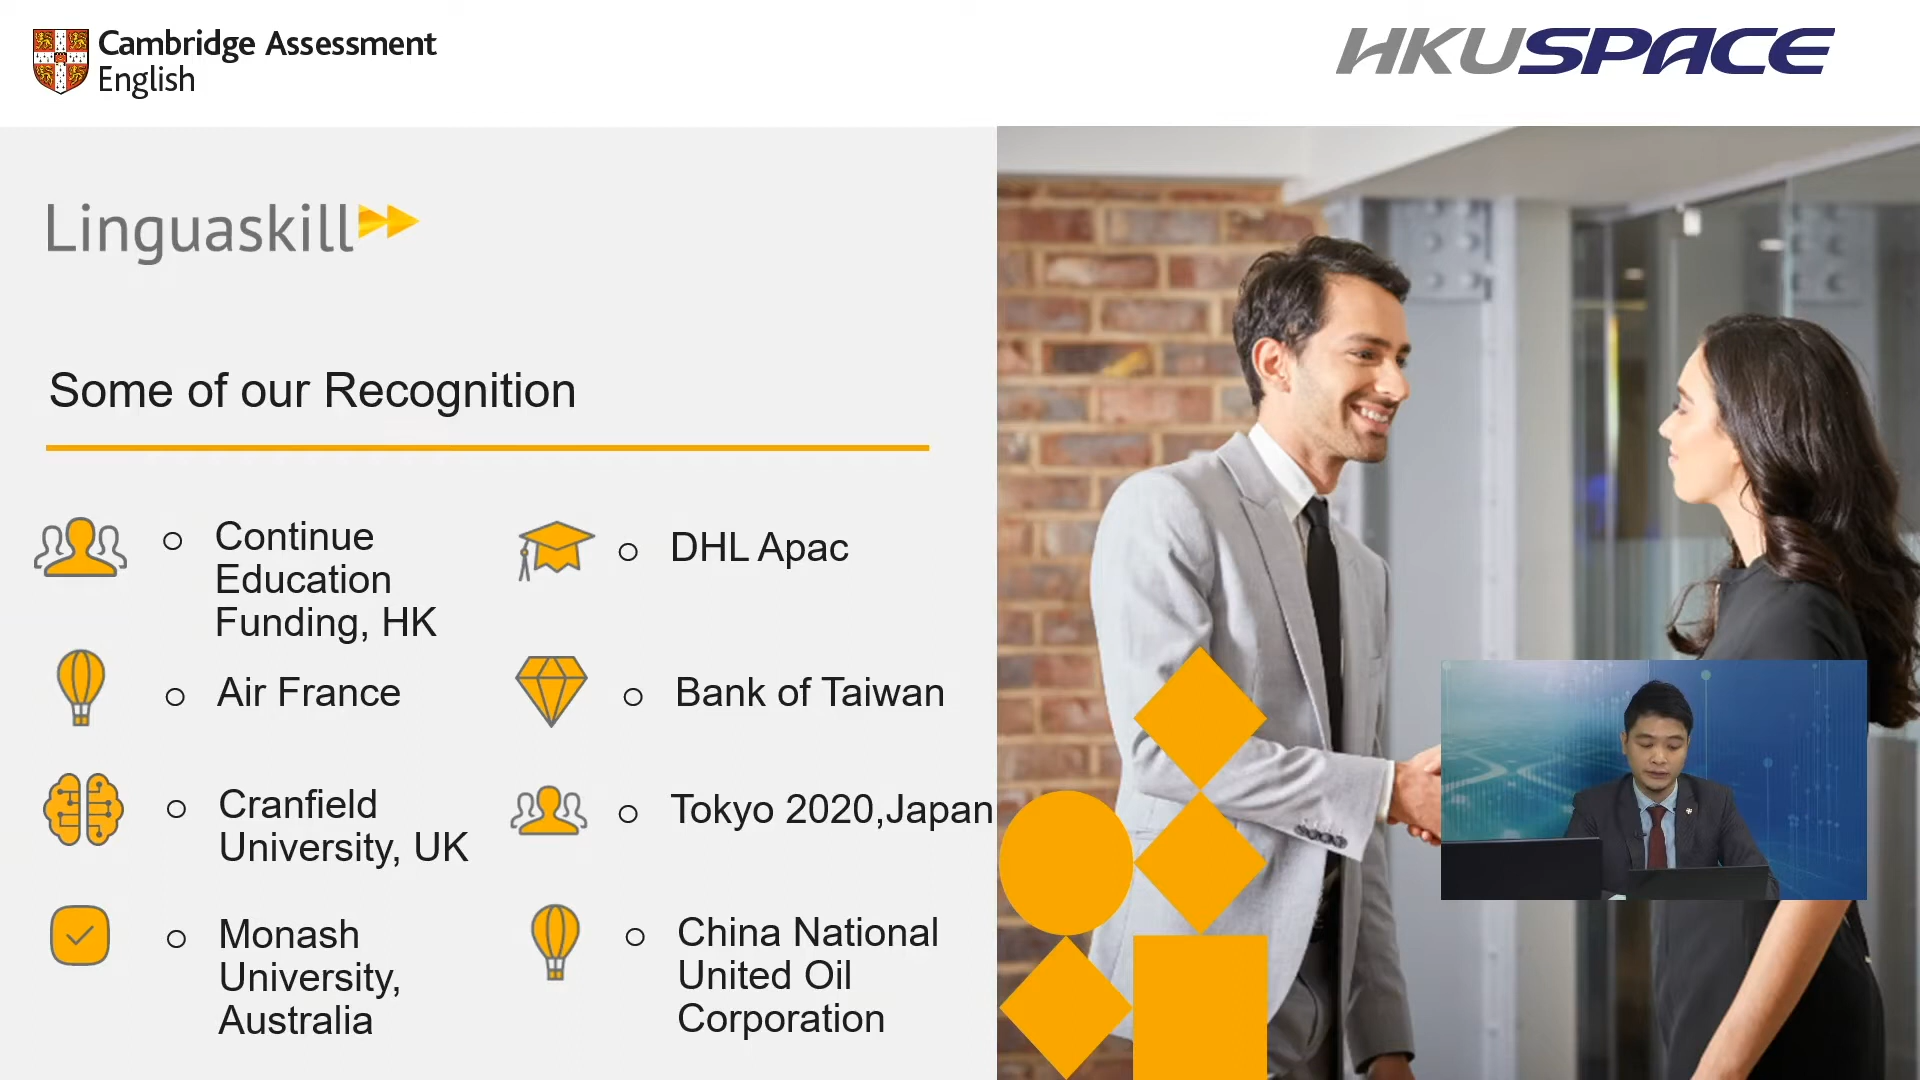 Cambridge Assessment
English
HKUSPACE
Linguaskill
Some of our Recognition
Continue
Education
Funding, HK
DHL Apac
Air France
Bank of Taiwan
Cranfield
University, UK
Tokyo 2020,Japan
Monash
University,
Australia
China National
United Oil
Corporation